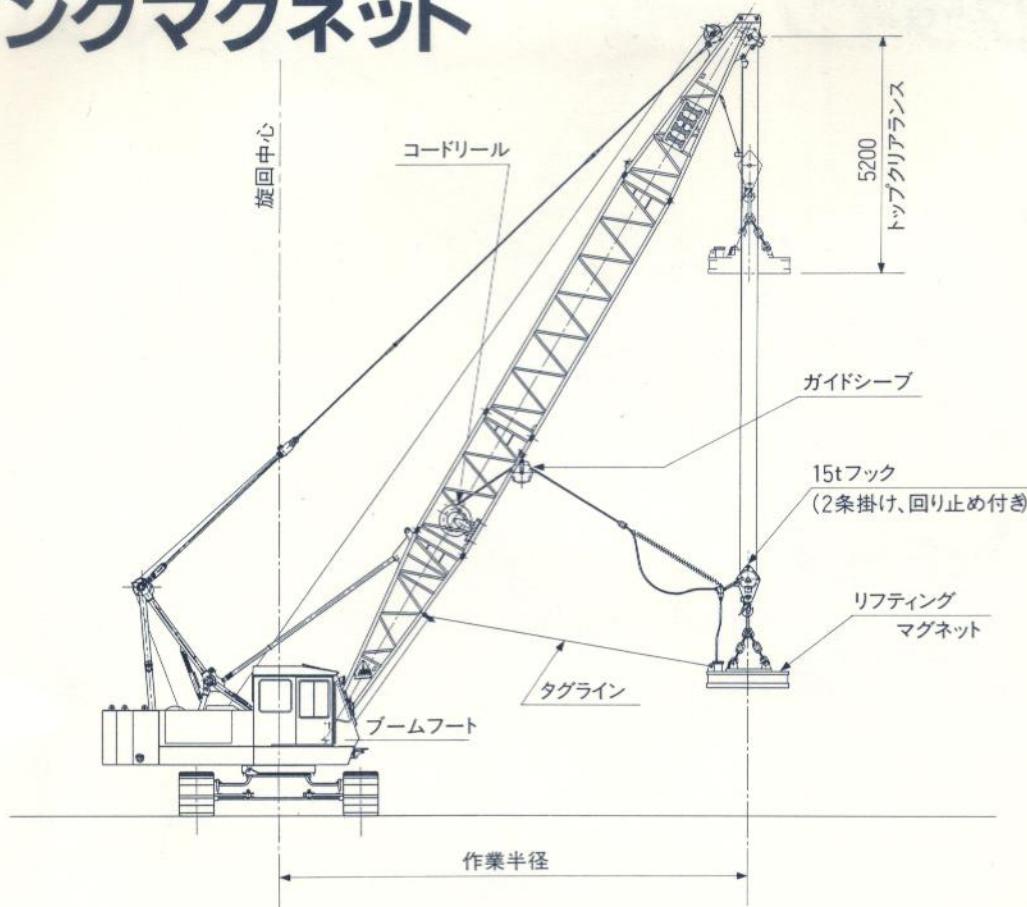 ングマグネット
旋回中心
コードリール
IHI
5200
トップクリアランス
ガイドシーブ
15tフック
(2条掛け、回り止め付き)
リフティング
マグネット
タグライン
ブームフート
作業半径